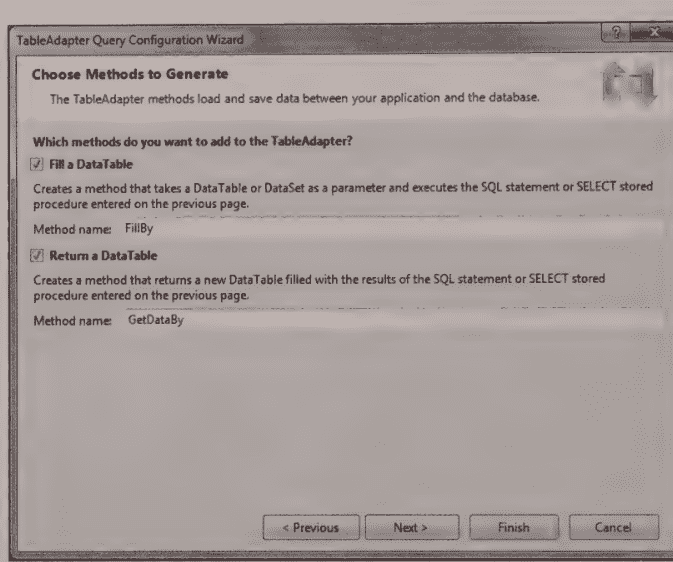 TableAdapter Query Configuration Wizard
Choose Methods to Generate
The TableAdapter methods load and save data between your application and the database.
Which methods do you want to add to the TableAdapter?
Fill a DataTable
Creates a method that takes a DataTable or DataSet as a parameter and executes the SQL statement or SELECT stored
procedure entered on the previous page.
Method name: FillBy
Return a DataTable
Creates a method that returns a new DataTable filled with the results of the SQL statement or SELECT stored
procedure entered on the previous page.
Method name: GetDataBy
< Previous Next > Finish Cancel